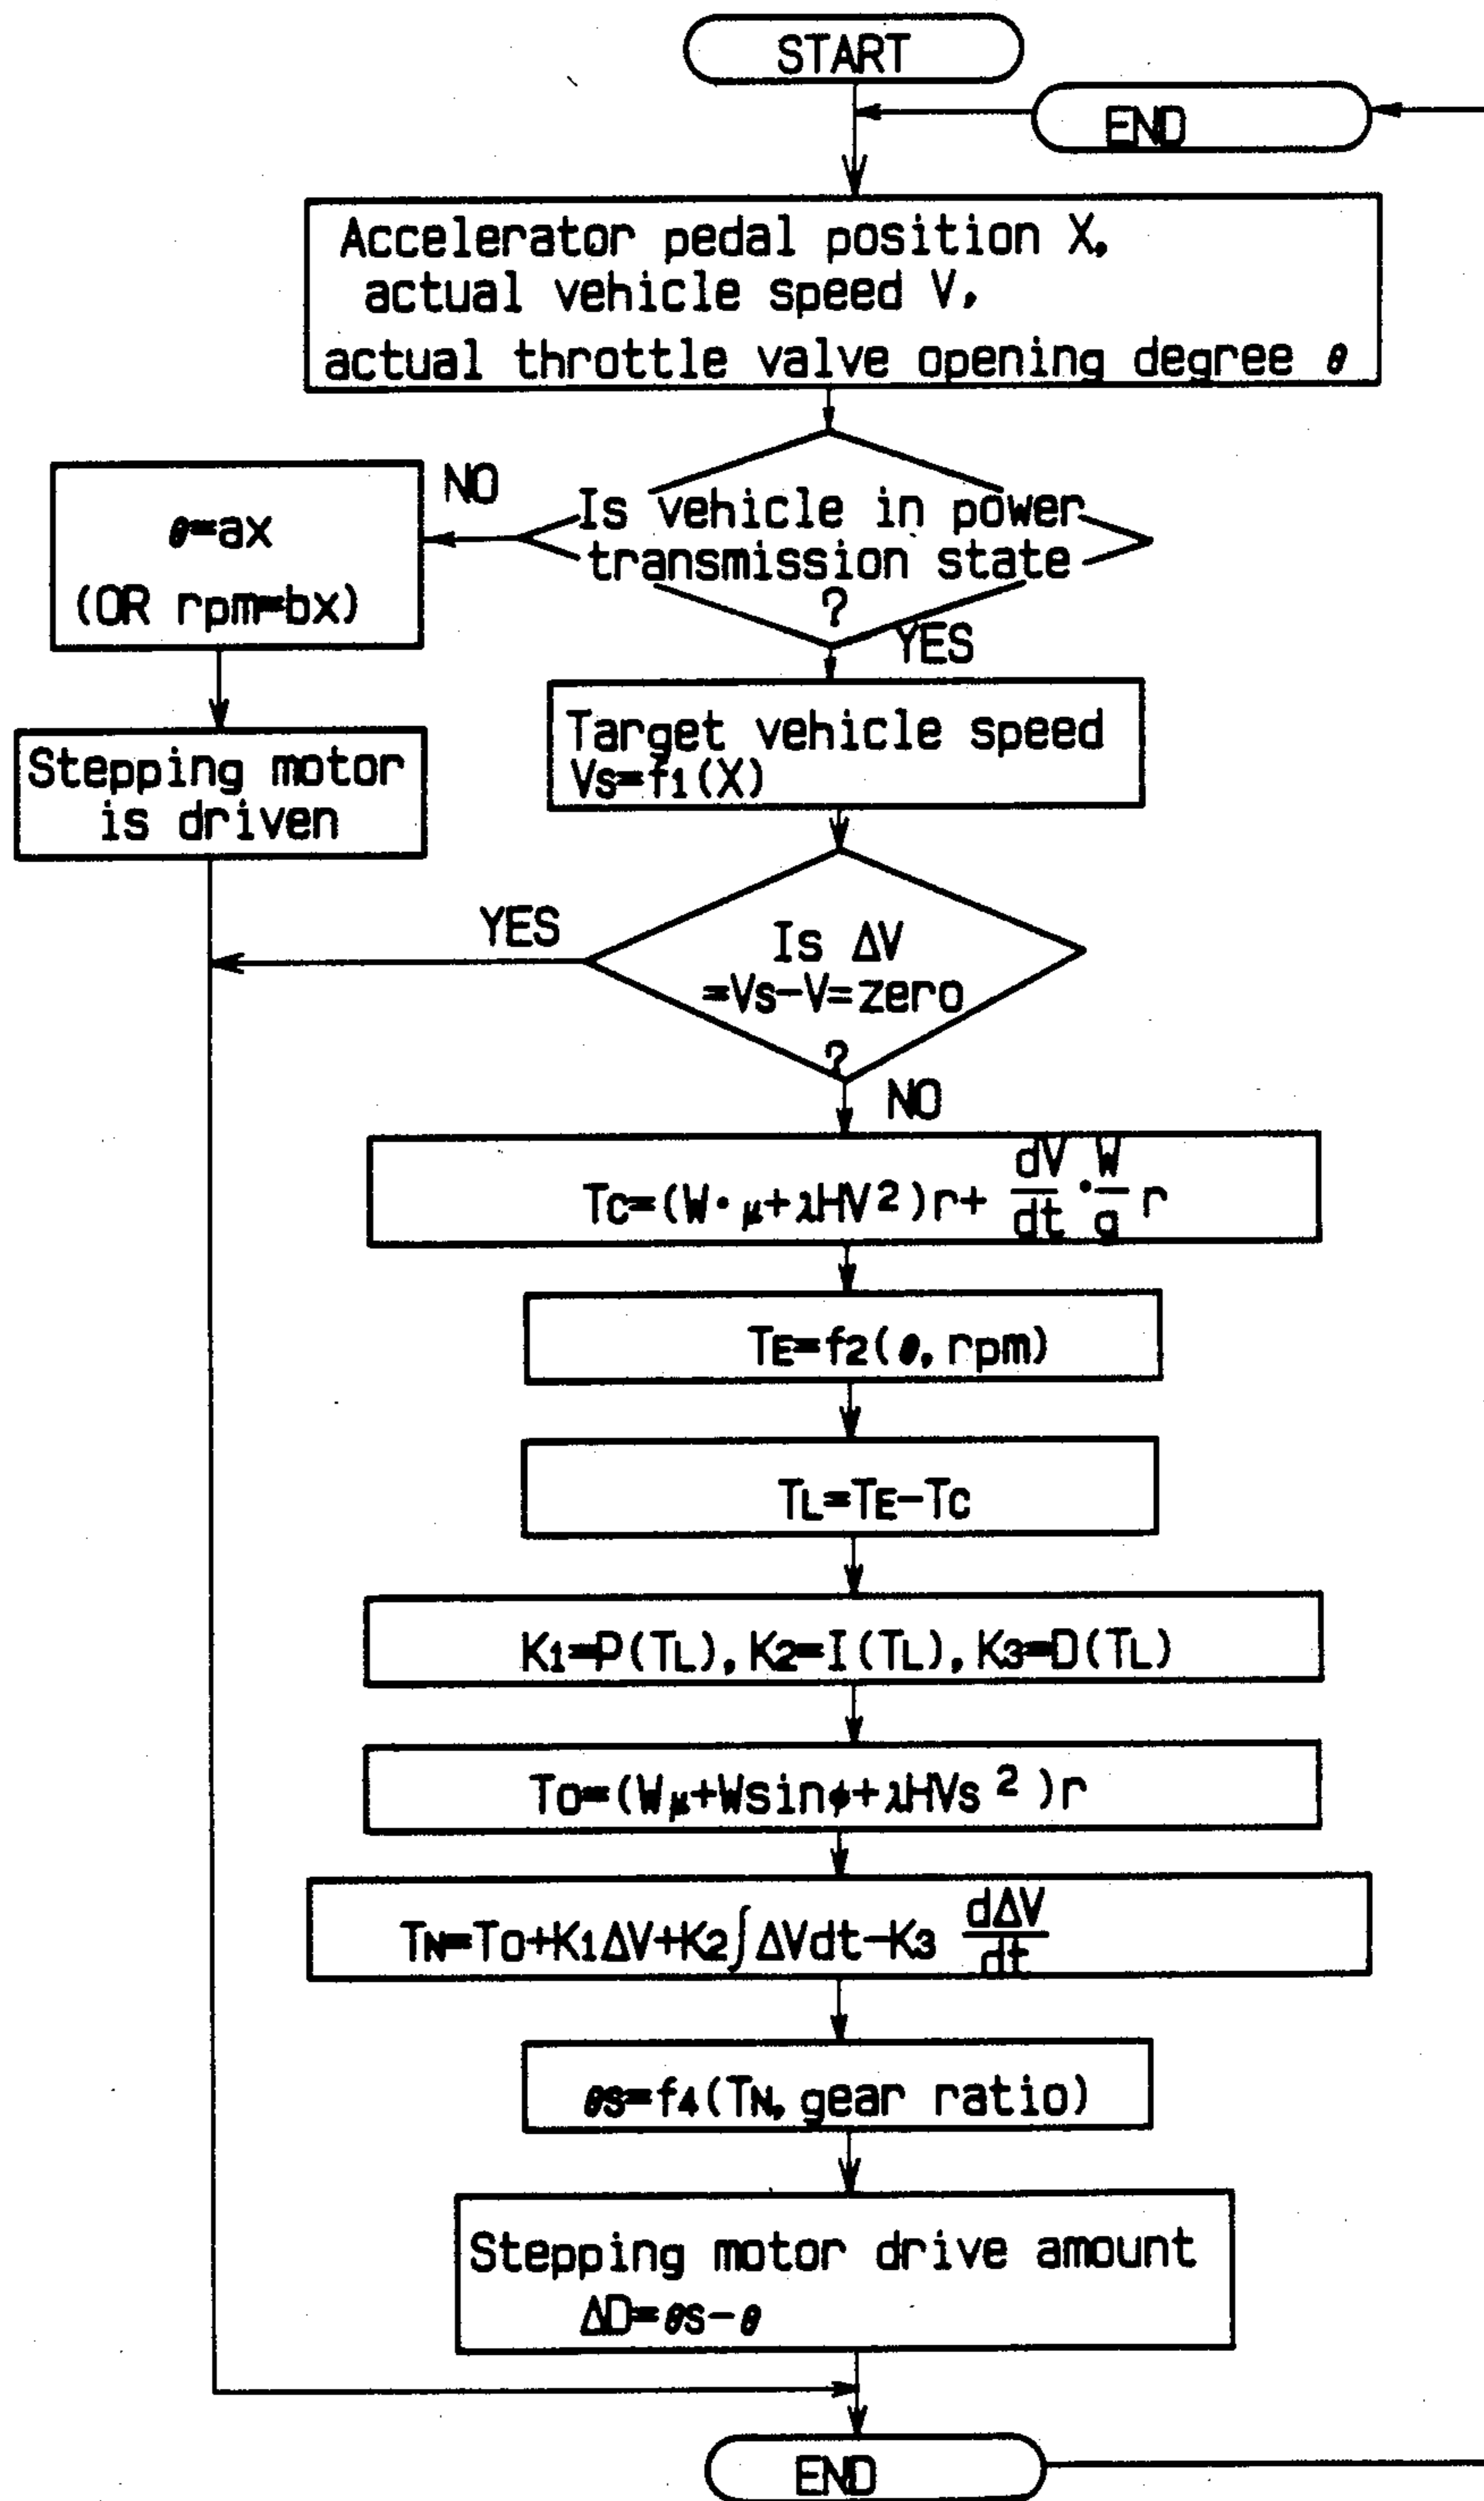 START
END
Accelerator pedal position X,
actual vehicle speed V,
actual throttle valve opening degree θ
NO
Is vehicle in power
transmission state
?
YES
θ=ax
(OR rpm=bx)
Stepping motor
is driven
Target vehicle speed
Vs=f1(X)
YES
Is ΔV
=Vs-V=zero
?
NO
Tc=(W·μ+λHV²)r+ dV/dt · W/g r
TE=f2(θ,rpm)
TL=TE-Tc
K1=P(TL),K2=I(TL),K3=D(TL)
To=(Wμ+Wsinφ+λHVs²)r
TN=To+K1ΔV+K2∫ΔVdt-K3 dΔV/dt
θs=f4(TN,gear ratio)
Stepping motor drive amount
ΔD=θs-θ
END